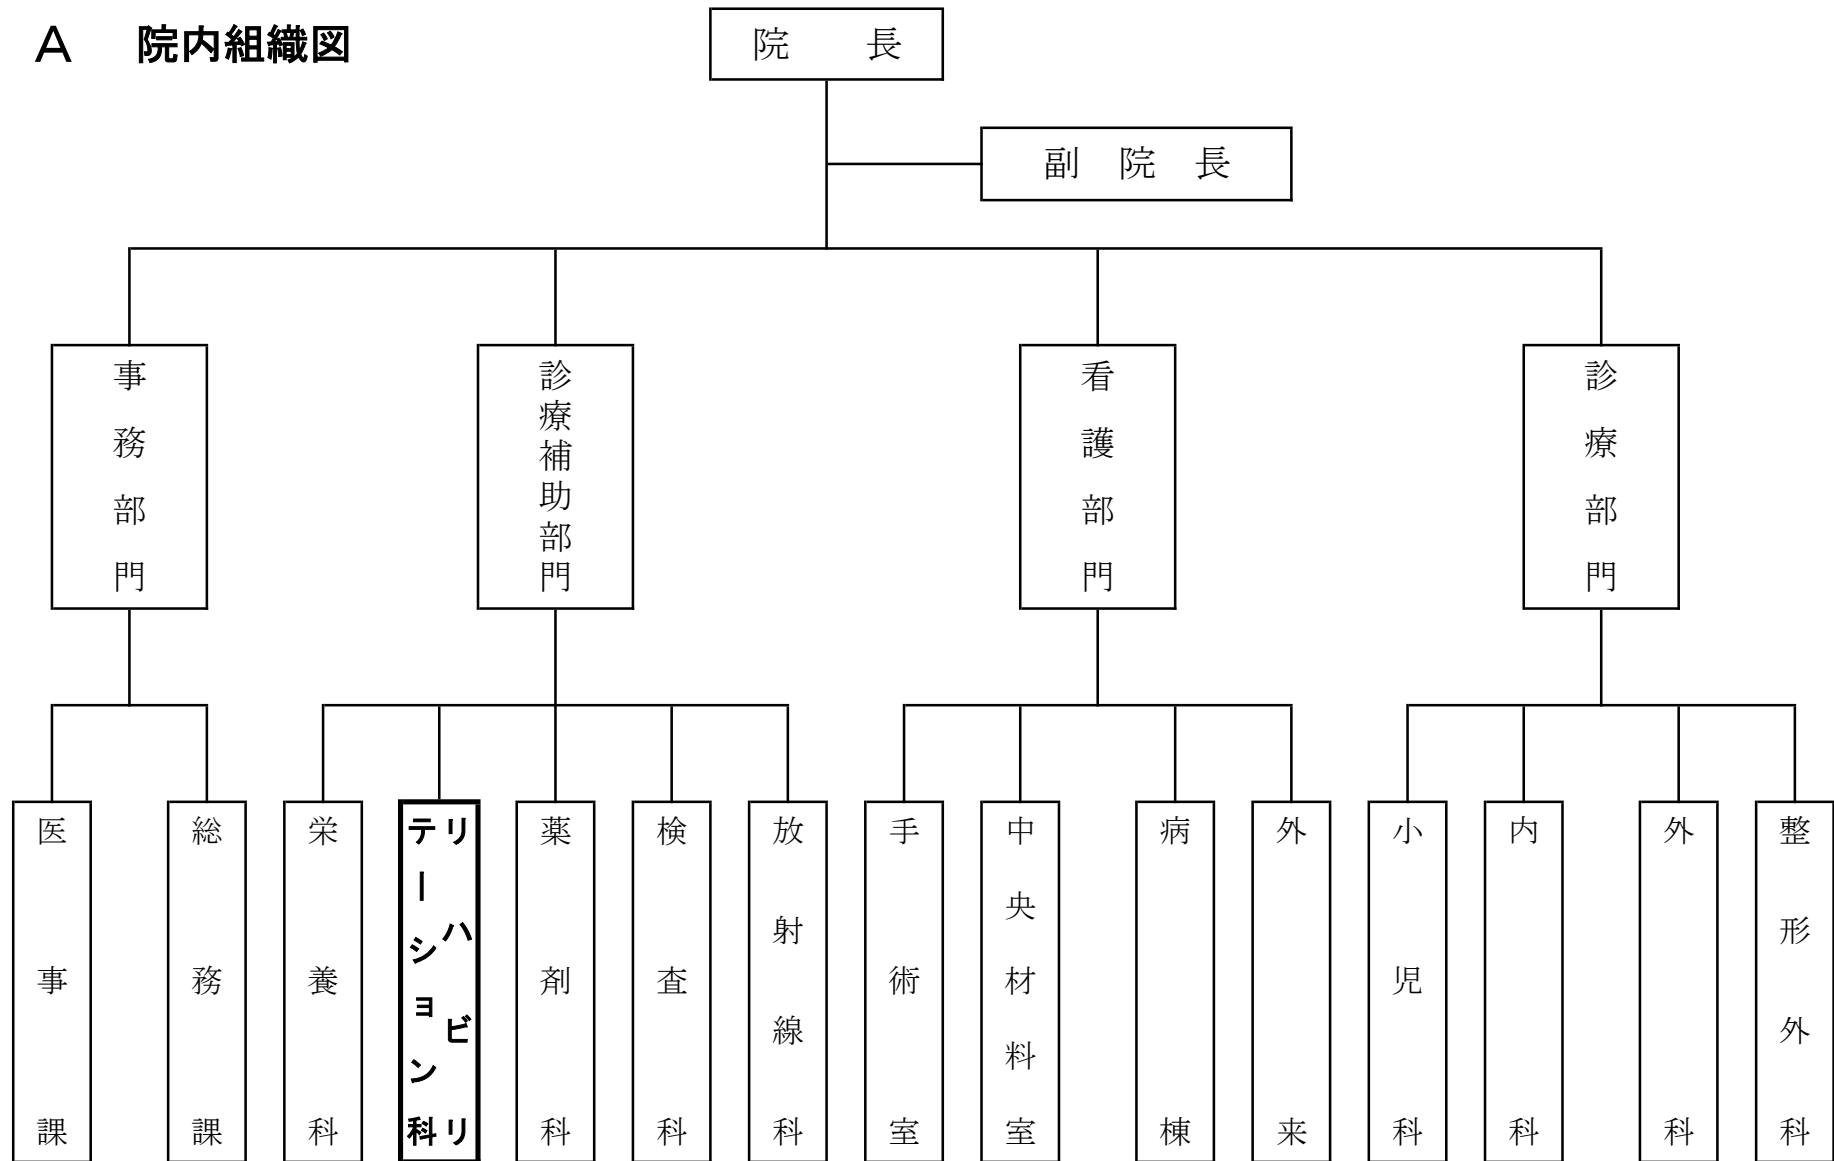 A 院内組織図
院長
副院長
事務部門
診療補助部門
看護部門
診療部門
医事課
総務課
栄養科
リハビリ
テーション科
薬剤科
検査科
放射線科
手術室
中央材料室
病棟
外来
小児科
内科
外科
整形外科